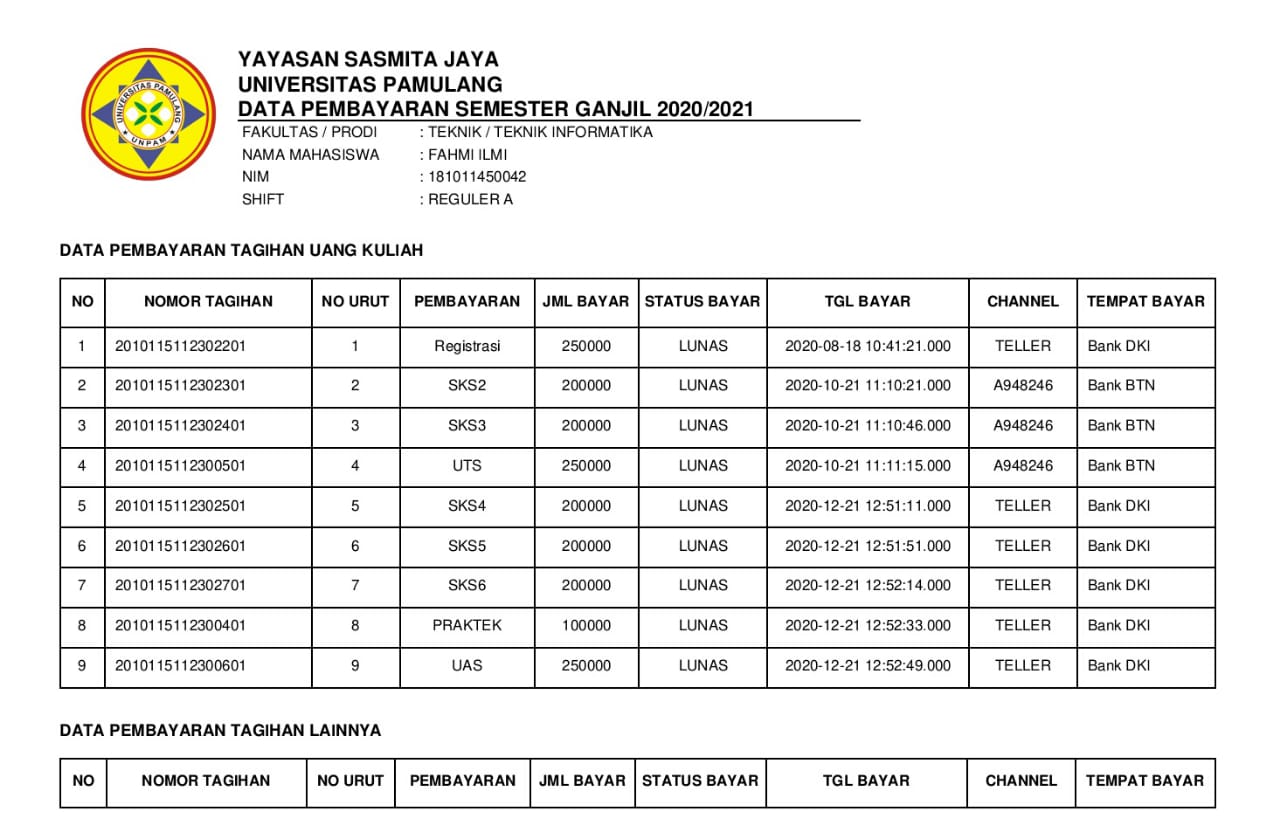 UNIVERSITAS PAMULANG
UNPAM
YAYASAN SASMITA JAYA
UNIVERSITAS PAMULANG
DATA PEMBAYARAN SEMESTER GANJIL 2020/2021
FAKULTAS / PRODI : TEKNIK / TEKNIK INFORMATIKA
NAMA MAHASISWA : FAHMI ILMI
NIM : 181011450042
SHIFT : REGULER A
DATA PEMBAYARAN TAGIHAN UANG KULIAH
NO NOMOR TAGIHAN NO URUT PEMBAYARAN JML BAYAR STATUS BAYAR TGL BAYAR CHANNEL TEMPAT BAYAR
1 2010115112302201 1 Registrasi 250000 LUNAS 2020-08-18 10:41:21.000 TELLER Bank DKI
2 2010115112302301 2 SKS2 200000 LUNAS 2020-10-21 11:10:21.000 A948246 Bank BTN
3 2010115112302401 3 SKS3 200000 LUNAS 2020-10-21 11:10:46.000 A948246 Bank BTN
4 2010115112300501 4 UTS 250000 LUNAS 2020-10-21 11:11:15.000 A948246 Bank BTN
5 2010115112302501 5 SKS4 200000 LUNAS 2020-12-21 12:51:11.000 TELLER Bank DKI
6 2010115112302601 6 SKS5 200000 LUNAS 2020-12-21 12:51:51.000 TELLER Bank DKI
7 2010115112302701 7 SKS6 200000 LUNAS 2020-12-21 12:52:14.000 TELLER Bank DKI
8 2010115112300401 8 PRAKTEK 100000 LUNAS 2020-12-21 12:52:33.000 TELLER Bank DKI
9 2010115112300601 9 UAS 250000 LUNAS 2020-12-21 12:52:49.000 TELLER Bank DKI
DATA PEMBAYARAN TAGIHAN LAINNYA
NO NOMOR TAGIHAN NO URUT PEMBAYARAN JML BAYAR STATUS BAYAR TGL BAYAR CHANNEL TEMPAT BAYAR